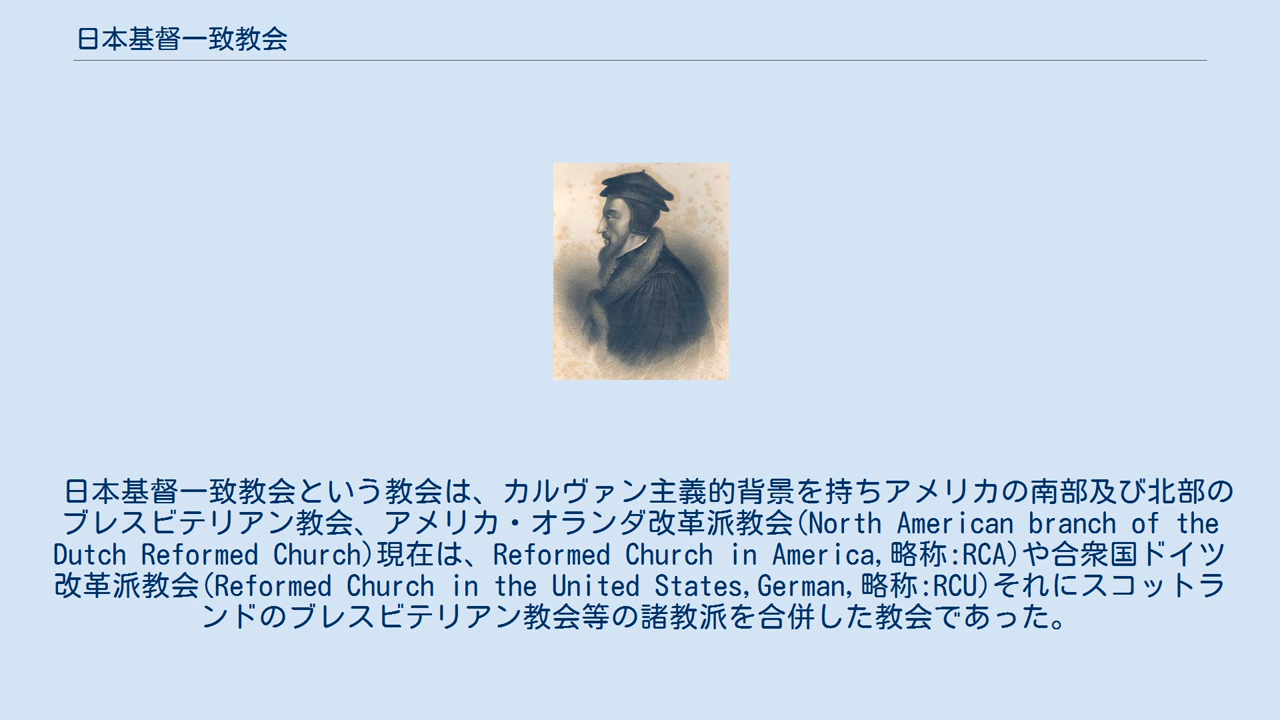 日本基督一致教会
日本基督一致教会という教会は、カルヴァン主義的背景を持ちアメリカの南部及び北部の
ブレスビテリアン教会、アメリカ・オランダ改革派教会(North American branch of the
Dutch Reformed Church)現在は、Reformed Church in America,略称:RCA)や合衆国ドイツ
改革派教会(Reformed Church in the United States,German,略称:RCU)それにスコットラ
ンドのブレスビテリアン教会等の諸教派を合併した教会であった。